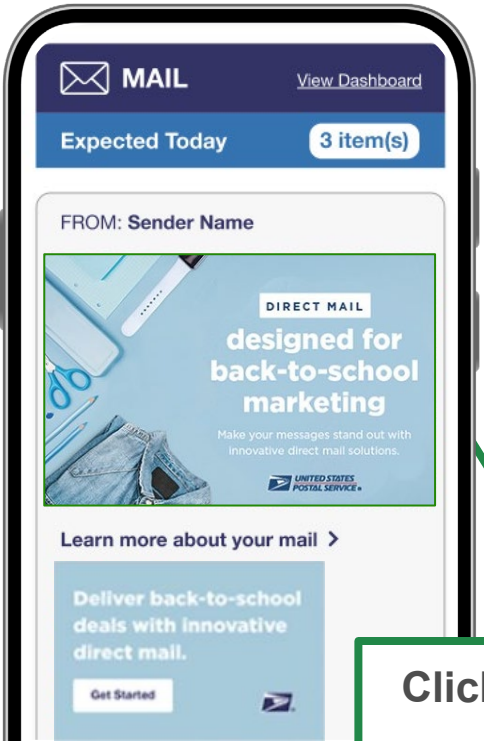 MAIL View Dashboard
Expected Today 3 item(s)
FROM: Sender Name
DIRECT MAIL
designed for
back-to-school
marketing
Make your messages stand out with
innovative direct mail solutions.
UNITED STATES
POSTAL SERVICE
Learn more about your mail >
Deliver back-to-school
deals with innovative
direct mail.
Get Started